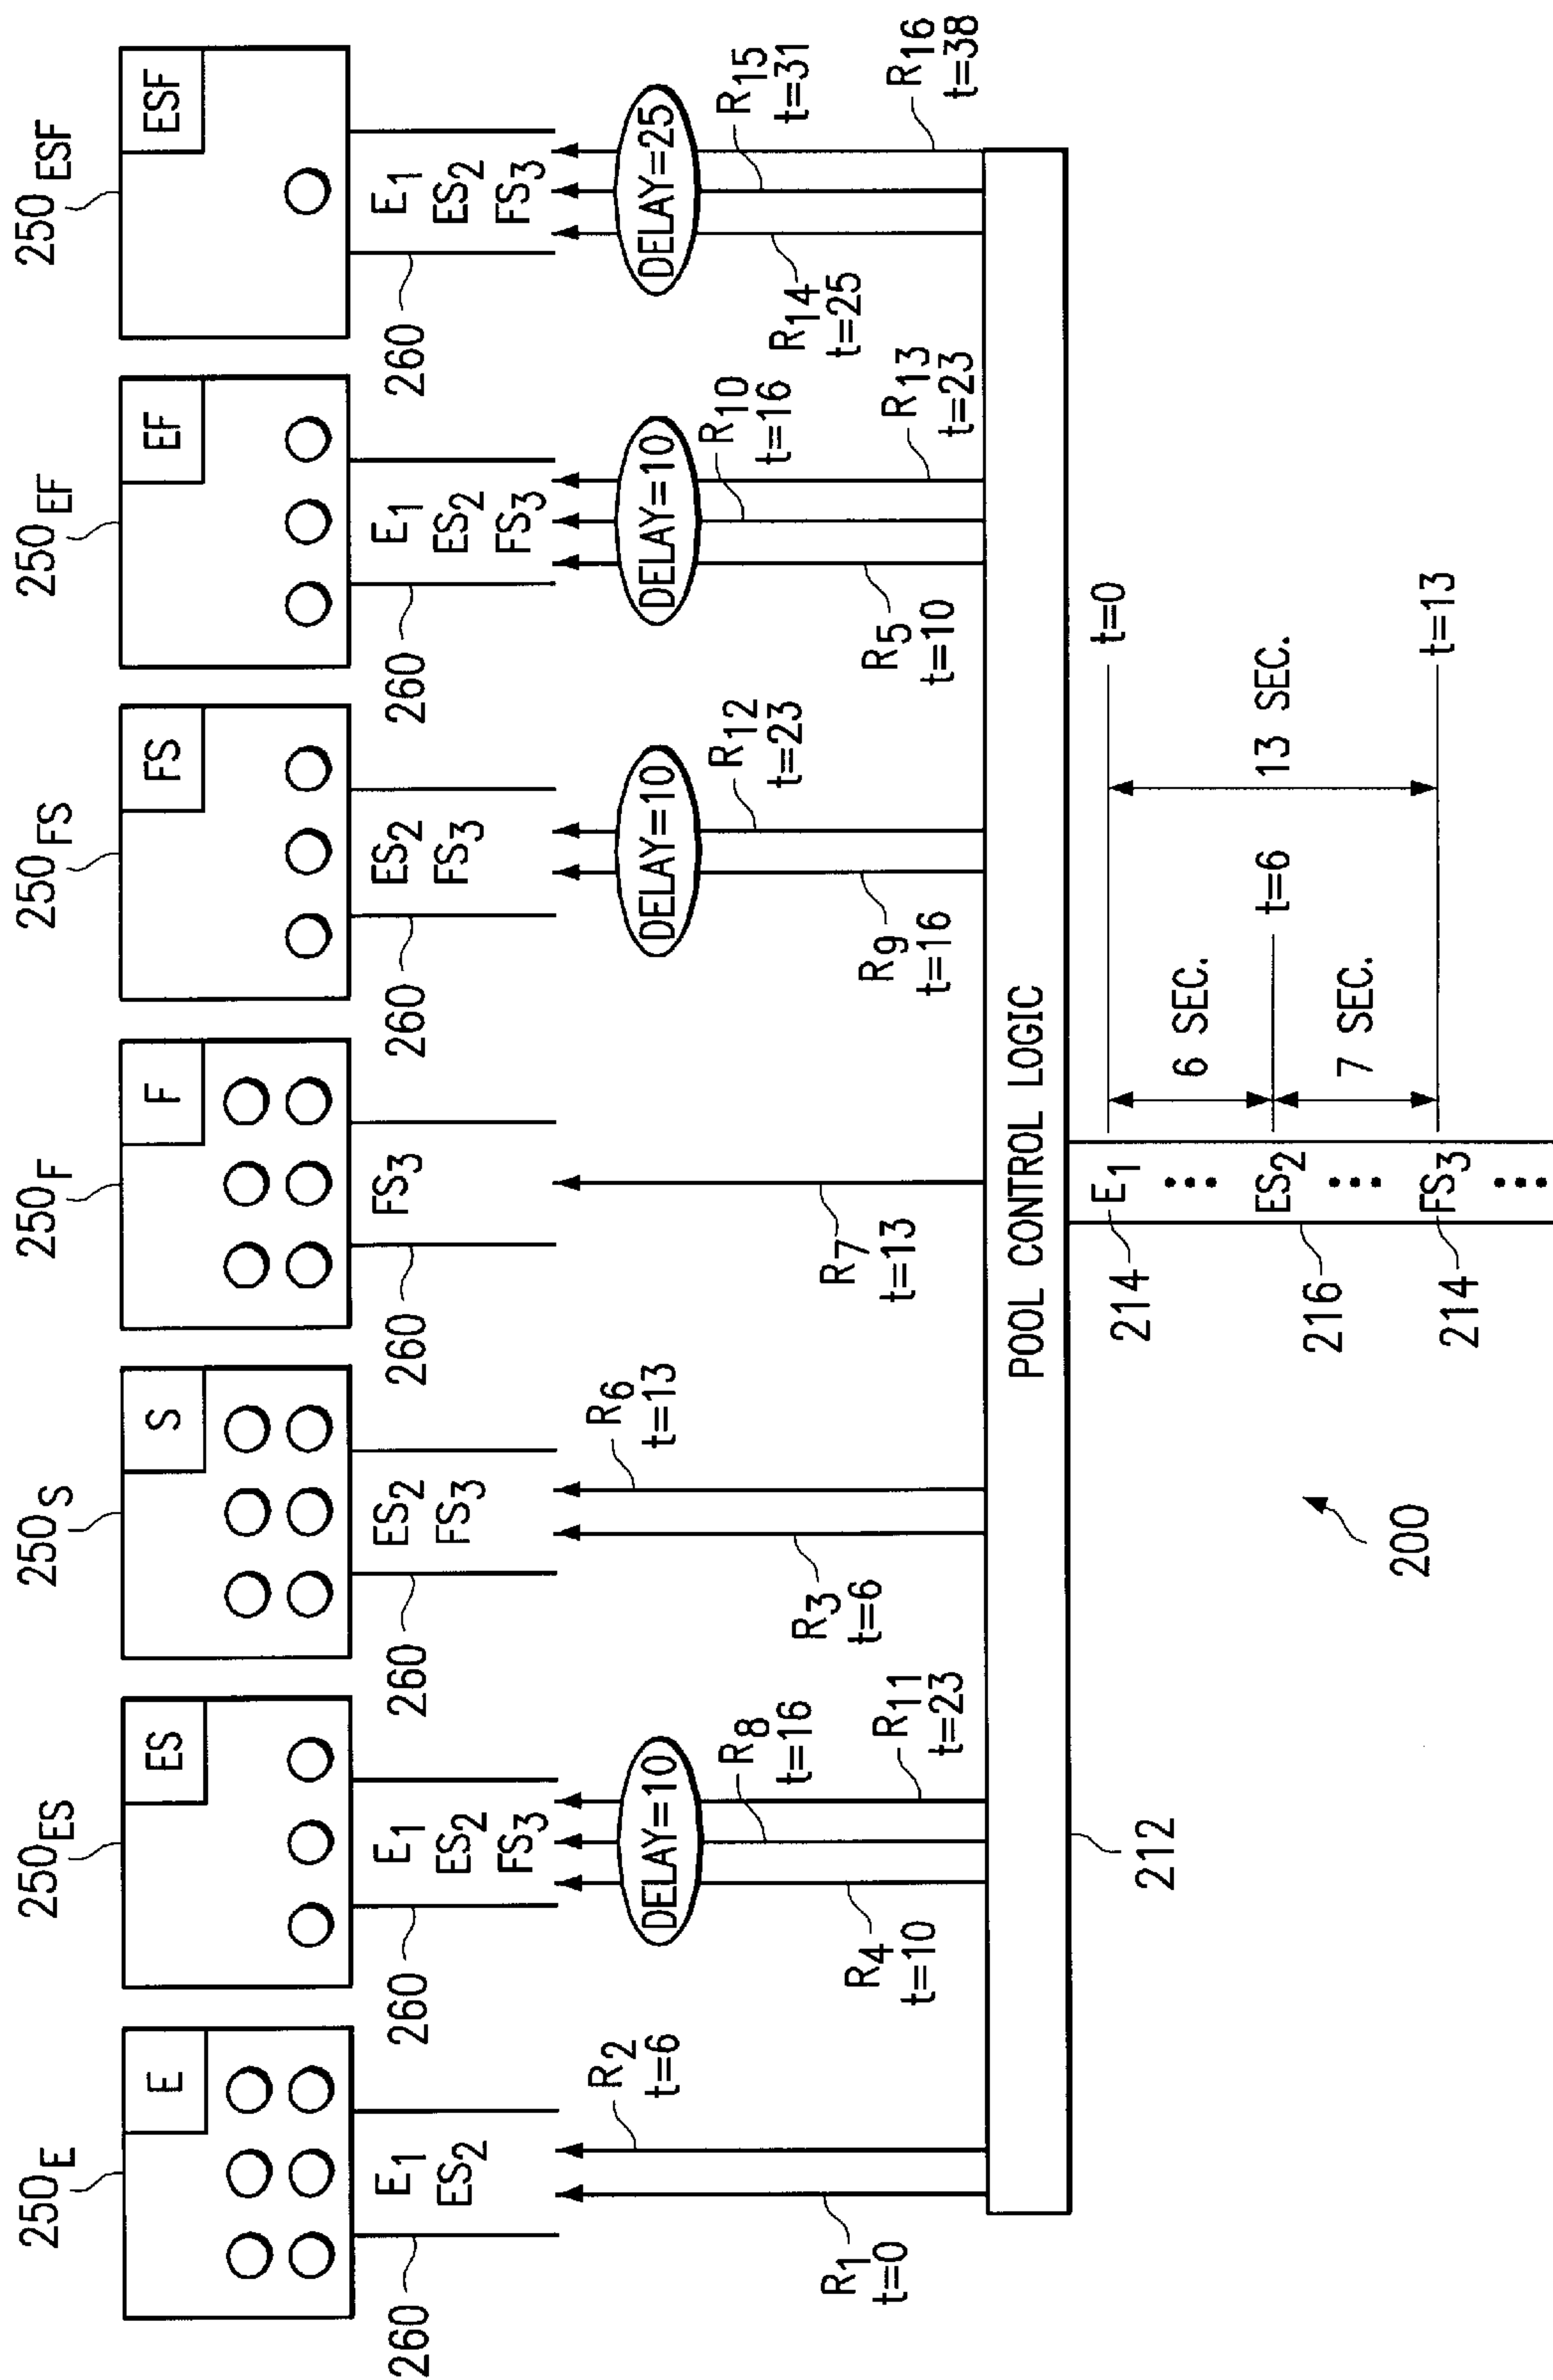 250E
250ES
250S
250F
250FS
250EF
250ESF
E
ES
S
F
FS
EF
ESF
260
E1
ES2
260
E1
ES2
FS3
260
ES2
FS3
260
FS3
260
ES2
FS3
260
E1
ES2
FS3
260
E1
ES2
FS3
DELAY=10
DELAY=10
DELAY=10
DELAY=25
R1
t=0
R2
t=6
R4
t=10
R8
t=16
R11
t=23
R3
t=6
R6
t=13
R7
t=13
R9
t=16
R12
t=23
R5
t=10
R10
t=16
R13
t=23
R14
t=25
R15
t=31
R16
t=38
POOL CONTROL LOGIC
212
200
214
E1
6 SEC.
t=0
216
ES2
t=6
13 SEC.
7 SEC.
214
FS3
t=13